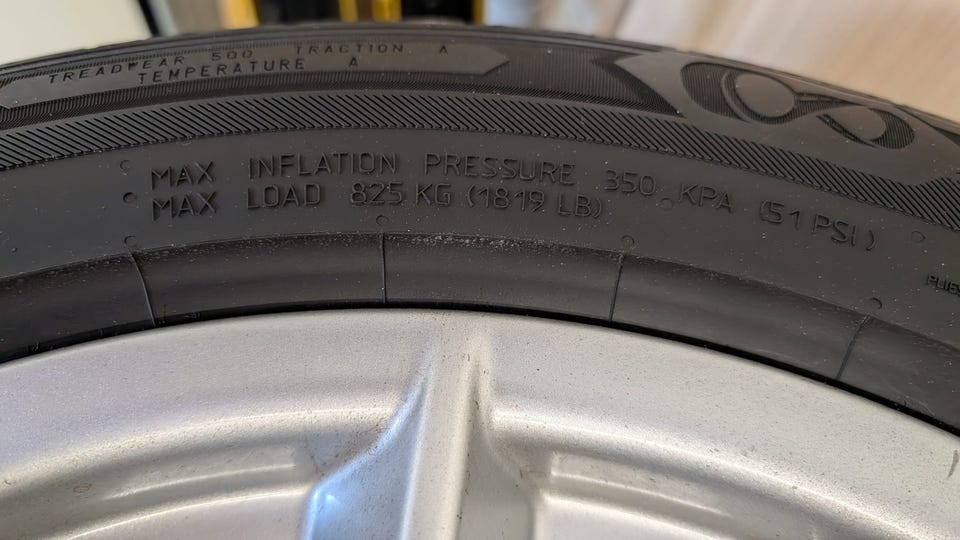 TREADWEAR 500 TRACTION A
TEMPERATURE A
MAX INFLATION PRESSURE 350 KPA (51 PSI)
MAX LOAD 825 KG (1819 LB)